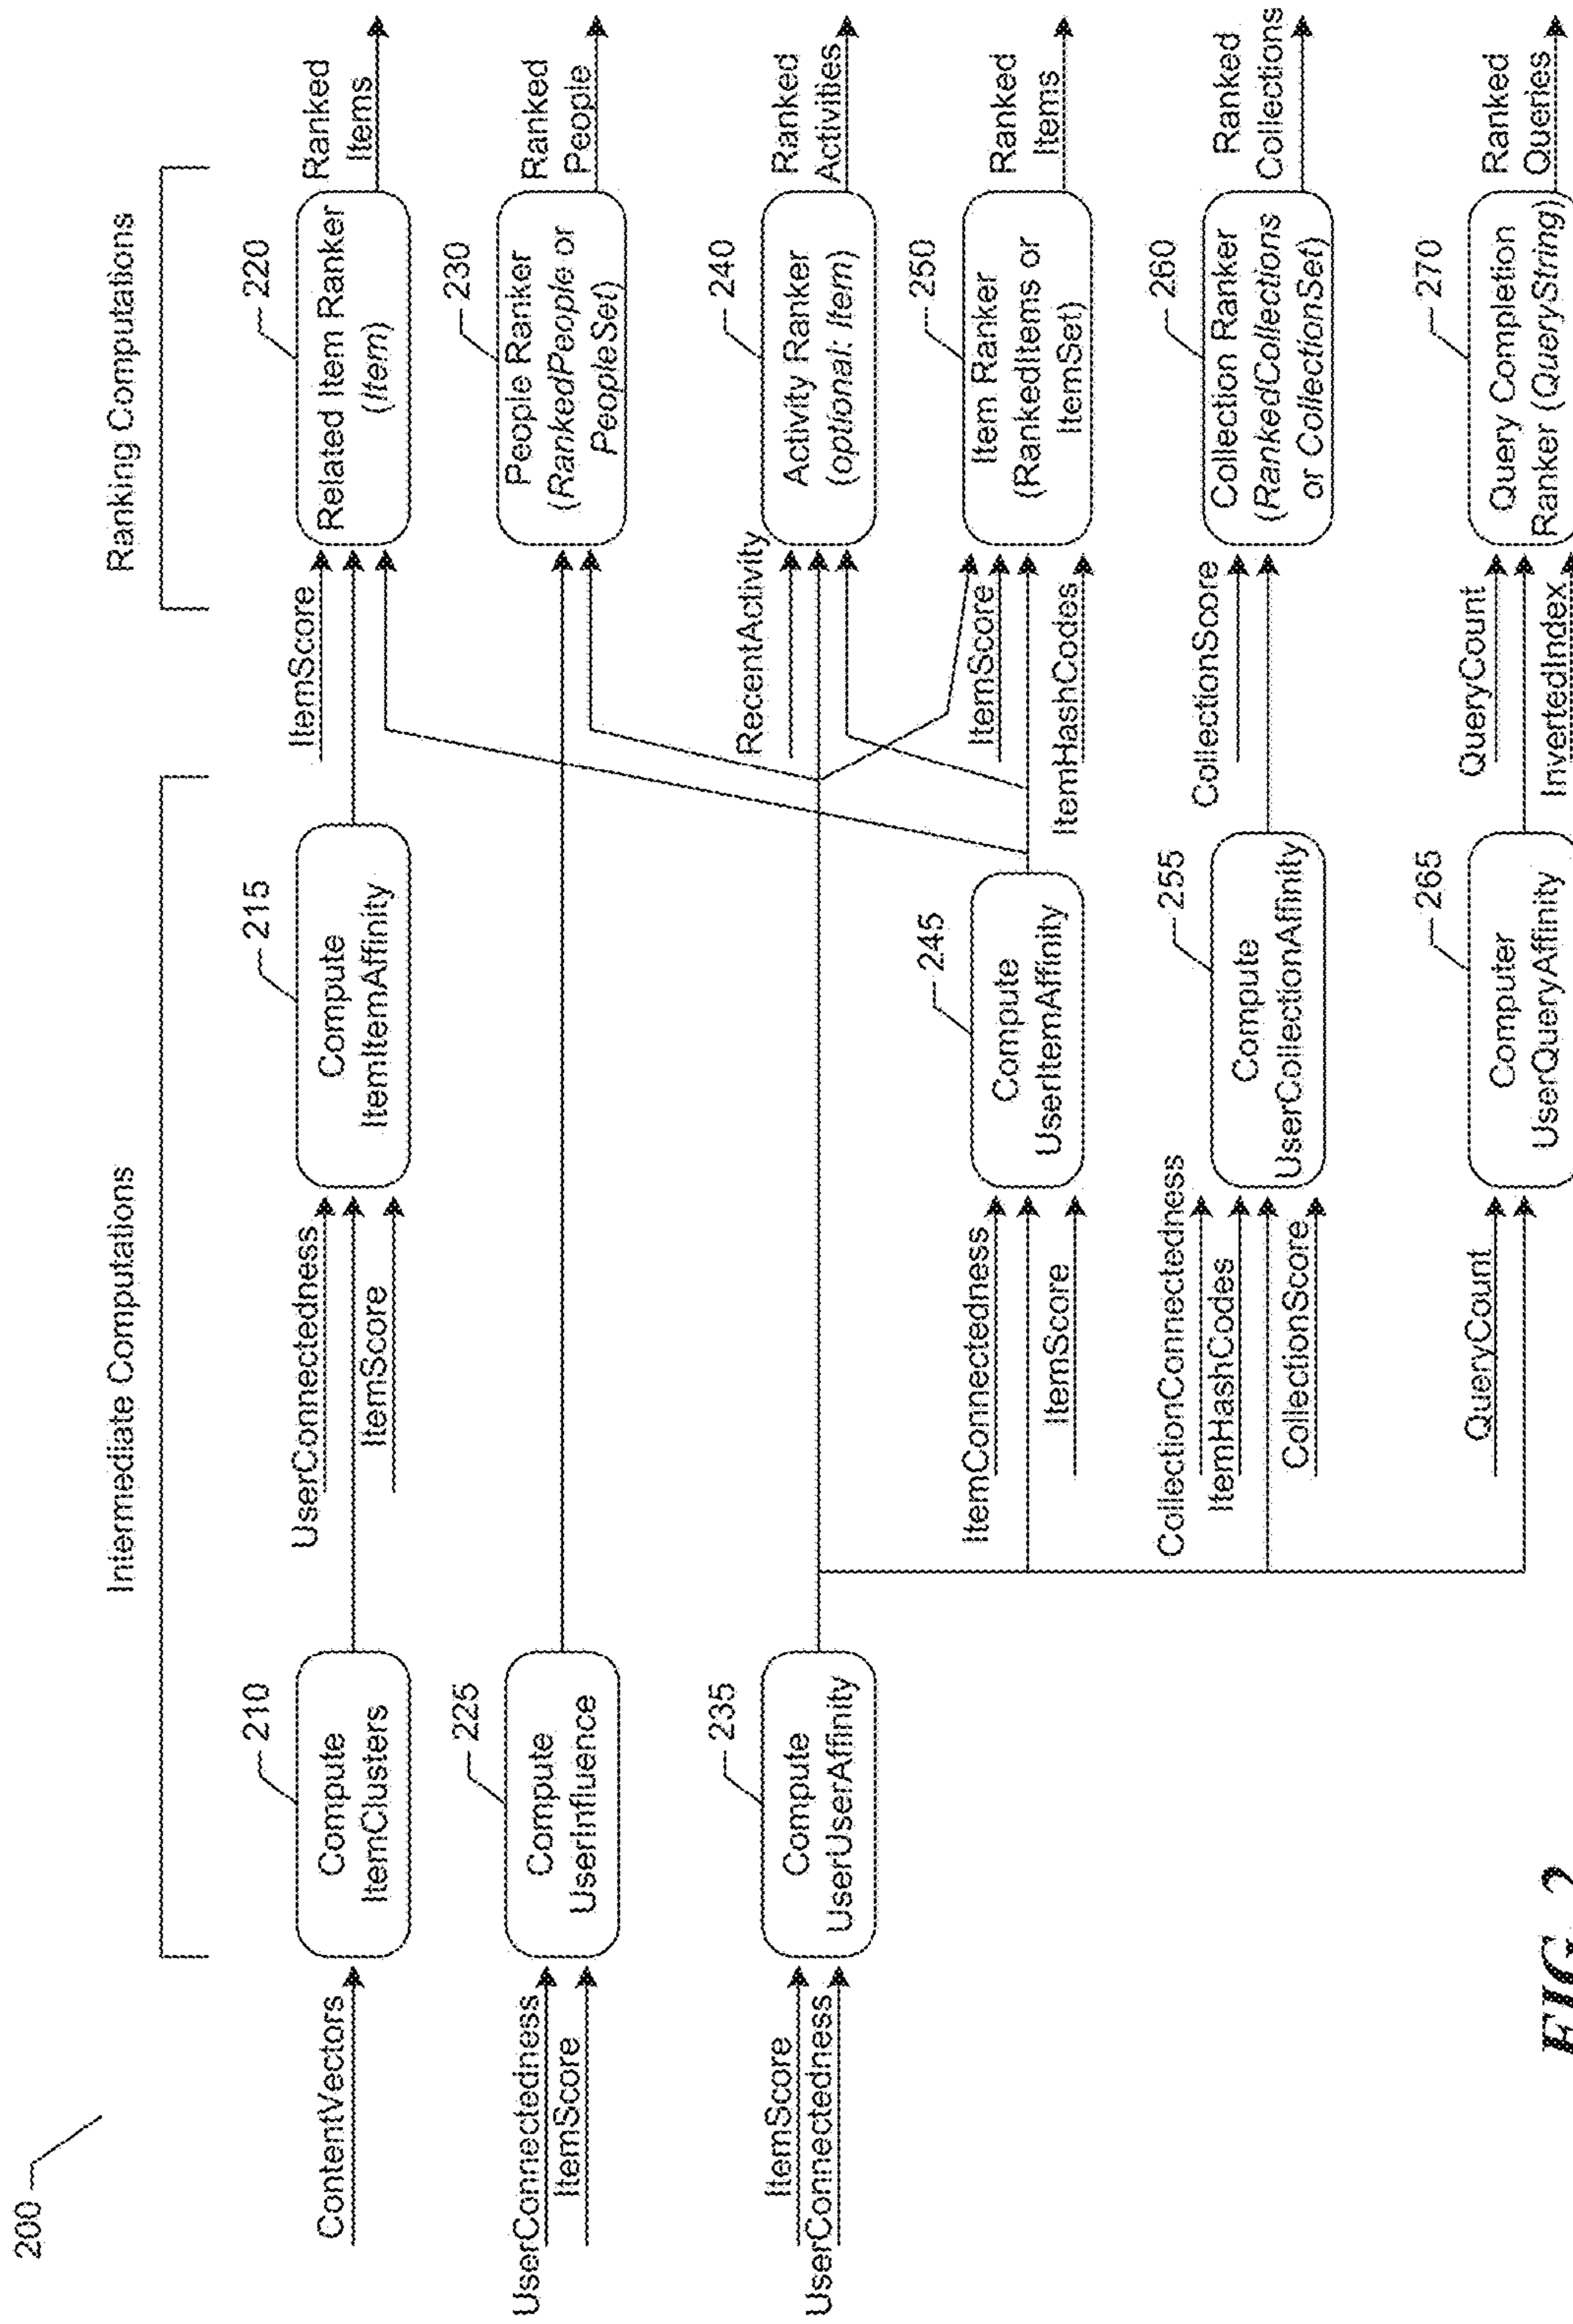 200
Intermediate Computations
Ranking Computations
ContentVectors
210
Compute
ItemClusters
UserConnectedness
ItemScore
215
Compute
ItemItemAffinity
ItemScore
220
Related Item Ranker
(Item)
Ranked
Items
UserConnectedness
ItemScore
225
Compute
UserInfluence
230
People Ranker
(RankedPeople or
PeopleSet)
Ranked
People
ItemScore
UserConnectedness
235
Compute
UserUserAffinity
RecentActivity
240
Activity Ranker
(optional: Item)
Ranked
Activities
ItemConnectedness
ItemScore
245
Compute
UserItemAffinity
ItemScore
ItemHashCodes
250
Item Ranker
(RankedItems or
ItemSet)
Ranked
Items
CollectionConnectedness
ItemHashCodes
CollectionScore
255
Compute
UserCollectionAffinity
CollectionScore
260
Collection Ranker
(RankedCollections
or CollectionSet)
Ranked
Collections
QueryCount
265
Computer
UserQueryAffinity
QueryCount
InvertedIndex
270
Query Completion
Ranker (QueryString)
Ranked
Queries
FIG. 2